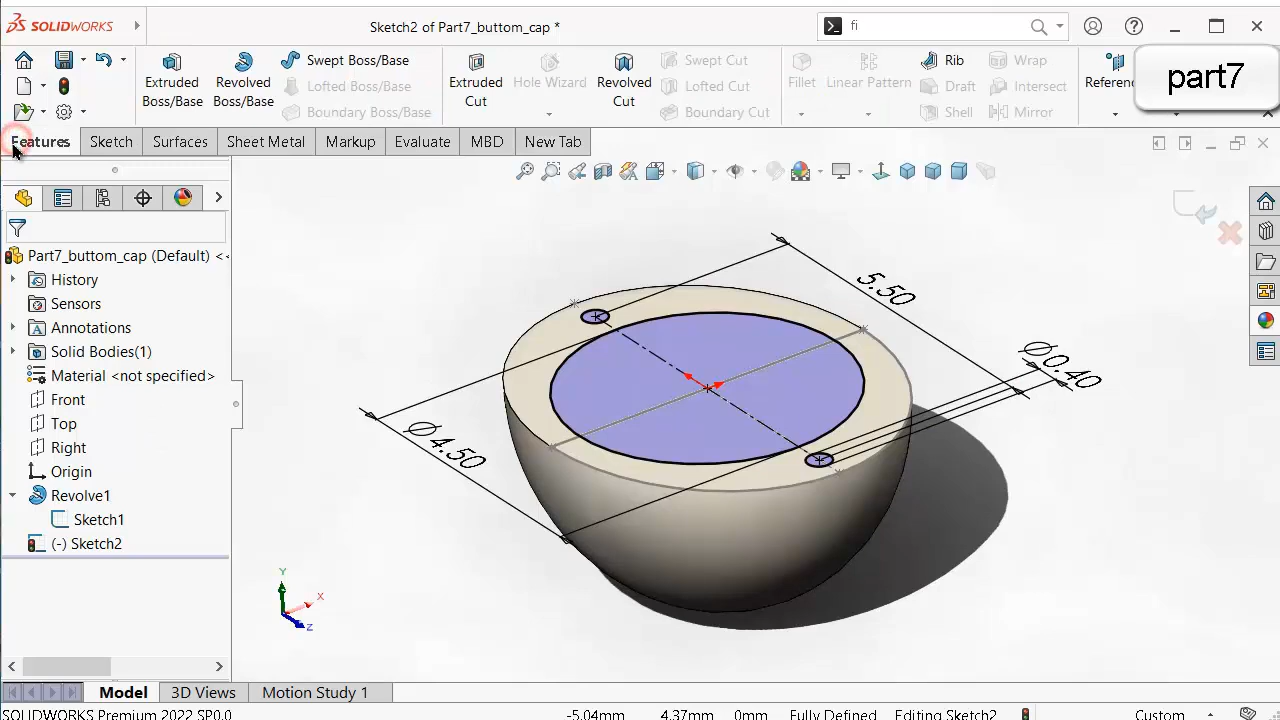 SOLIDWORKS
Sketch2 of Part7_buttom_cap *
fi
Extruded Boss/Base
Revolved Boss/Base
Swept Boss/Base
Lofted Boss/Base
Boundary Boss/Base
Extruded Cut
Hole Wizard
Revolved Cut
Swept Cut
Lofted Cut
Boundary Cut
Fillet
Linear Pattern
Rib
Draft
Shell
Wrap
Intersect
Mirror
part7
Features
Sketch
Surfaces
Sheet Metal
Markup
Evaluate
MBD
New Tab
Part7_buttom_cap (Default) <<
History
Sensors
Annotations
Solid Bodies(1)
Material <not specified>
Front
Top
Right
Origin
Revolve1
Sketch1
(-) Sketch2
5.50
Ø0.40
Ø4.50
Y
X
Z
Model
3D Views
Motion Study 1
SOLIDWORKS Premium 2022 SP0.0
-5.04mm
4.37mm
0mm
Fully Defined
Editing Sketch2
Custom